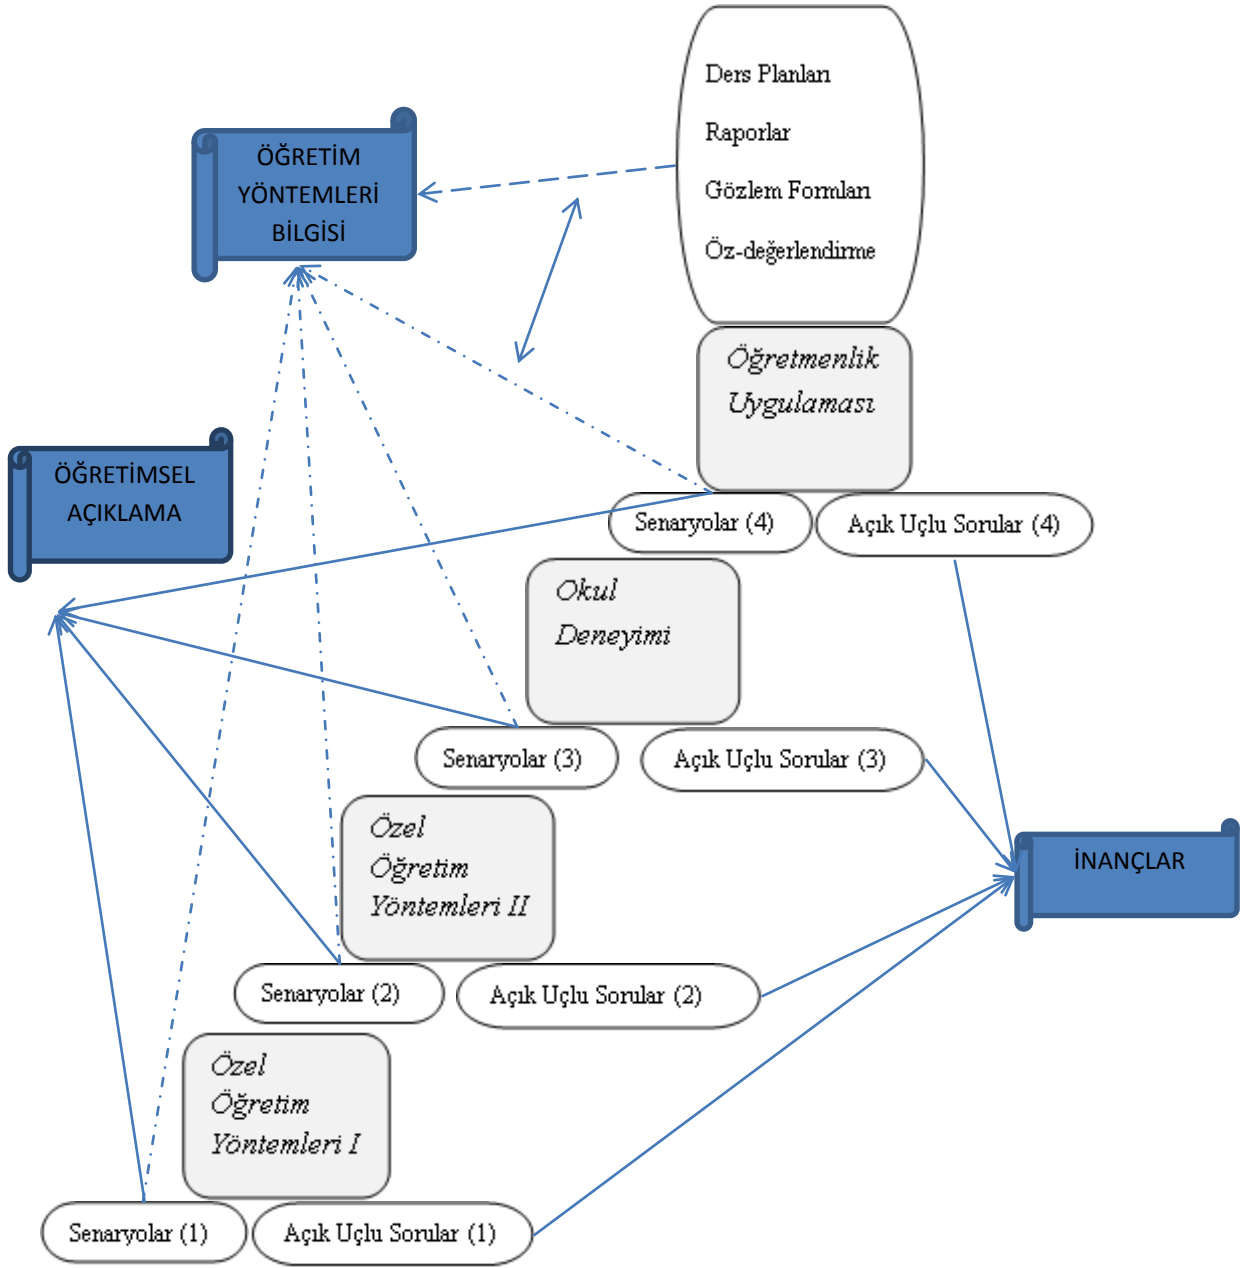 Ders Planları
Raporlar
Gözlem Formları
Öz-değerlendirme
ÖĞRETİM
YÖNTEMLERİ
BİLGİSİ
Öğretmenlik
Uygulaması
ÖĞRETİMSEL
AÇIKLAMA
Senaryolar (4)
Açık Uçlu Sorular (4)
Okul
Deneyimi
Senaryolar (3)
Açık Uçlu Sorular (3)
Özel
Öğretim
Yöntemleri II
İNANÇLAR
Senaryolar (2)
Açık Uçlu Sorular (2)
Özel
Öğretim
Yöntemleri I
Senaryolar (1)
Açık Uçlu Sorular (1)